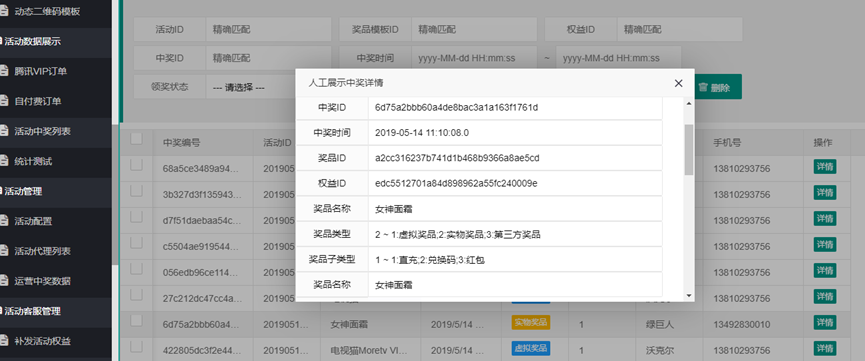 动态二维码模板
活动数据展示
腾讯VIP订单
自付费订单
活动中奖列表
统计测试
活动管理
活动配置
活动代理列表
运营中奖数据
活动客服管理
补发活动权益
活动ID 精确匹配 奖品模板ID 精确匹配 权益ID 精确匹配
中奖ID 精确匹配 中奖时间 yyyy-MM-dd HH:mm:ss ~ yyyy-MM-dd HH:mm:ss
领奖状态 --- 请选择 --- 删除
人工展示中奖详情
中奖ID 6d75a2bbb60a4de8bac3a1a163f1761d
中奖时间 2019-05-14 11:10:08.0
奖品ID a2cc316237b741d1b468b9366a8ae5cd
权益ID edc5512701a84d898962a55fc240009e
奖品名称 女神面霜
奖品类型 2 ~ 1:虚拟奖品;2:实物奖品;3:第三方奖品
奖品子类型 1 ~ 1:直充;2:兑换码;3:红包
奖品名称 女神面霜
中奖编号 活动ID 手机号 操作
68a5ce3489a94... 201905 13810293756 详情
3b327d3f135943... 201905 13810293756 详情
d7f51daebaa54c... 201905 13810293756 详情
c5504ae919544... 201905 13810293756 详情
056edb96ce114... 201905 13810293756 详情
27c212dc47cc4a... 201905 13810293756 详情
6d75a2bbb60a4... 2019051... 女神面霜 2019/5/14 ... 实物奖品 1 绿巨人 13492830010 详情
422805dc3f2e44... 2019051... 电视猫Moretv VI... 2019/5/14 ... 虚拟奖品 1 沃克尔 13810293756 详情